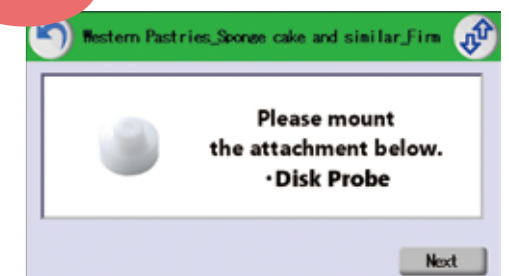 Western Pastries_Sponge cake and similar_Firm
Please mount
the attachment below.
・Disk Probe
Next